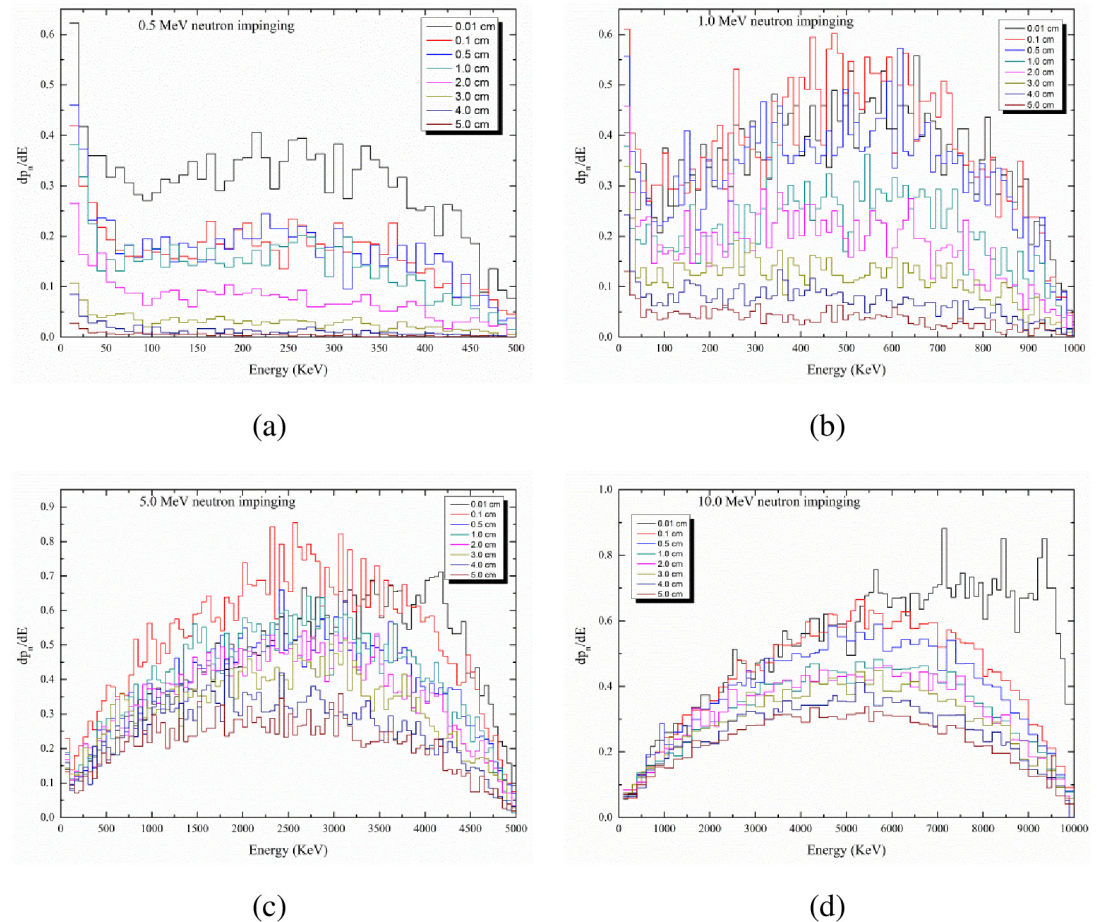 0.5 MeV neutron impinging
0.01 cm
0.1 cm
0.5 cm
1.0 cm
2.0 cm
3.0 cm
4.0 cm
5.0 cm
0.6
0.5
0.4
0.3
0.2
0.1
0.0
dpn/dE
0 50 100 150 200 250 300 350 400 450 500
Energy (KeV)
(a)
1.0 MeV neutron impinging
0.01 cm
0.1 cm
0.5 cm
1.0 cm
2.0 cm
3.0 cm
4.0 cm
5.0 cm
0.6
0.5
0.4
0.3
0.2
0.1
0.0
dpn/dE
0 100 200 300 400 500 600 700 800 900 1000
Energy (KeV)
(b)
5.0 MeV neutron impinging
0.01 cm
0.1 cm
0.5 cm
1.0 cm
2.0 cm
3.0 cm
4.0 cm
5.0 cm
0.9
0.8
0.7
0.6
0.5
0.4
0.3
0.2
0.1
0.0
dpn/dE
0 500 1000 1500 2000 2500 3000 3500 4000 4500 5000
Energy (KeV)
(c)
10.0 MeV neutron impinging
0.01 cm
0.1 cm
0.5 cm
1.0 cm
2.0 cm
3.0 cm
4.0 cm
5.0 cm
1.0
0.8
0.6
0.4
0.2
0.0
dpn/dE
0 1000 2000 3000 4000 5000 6000 7000 8000 9000 10000
Energy (KeV)
(d)